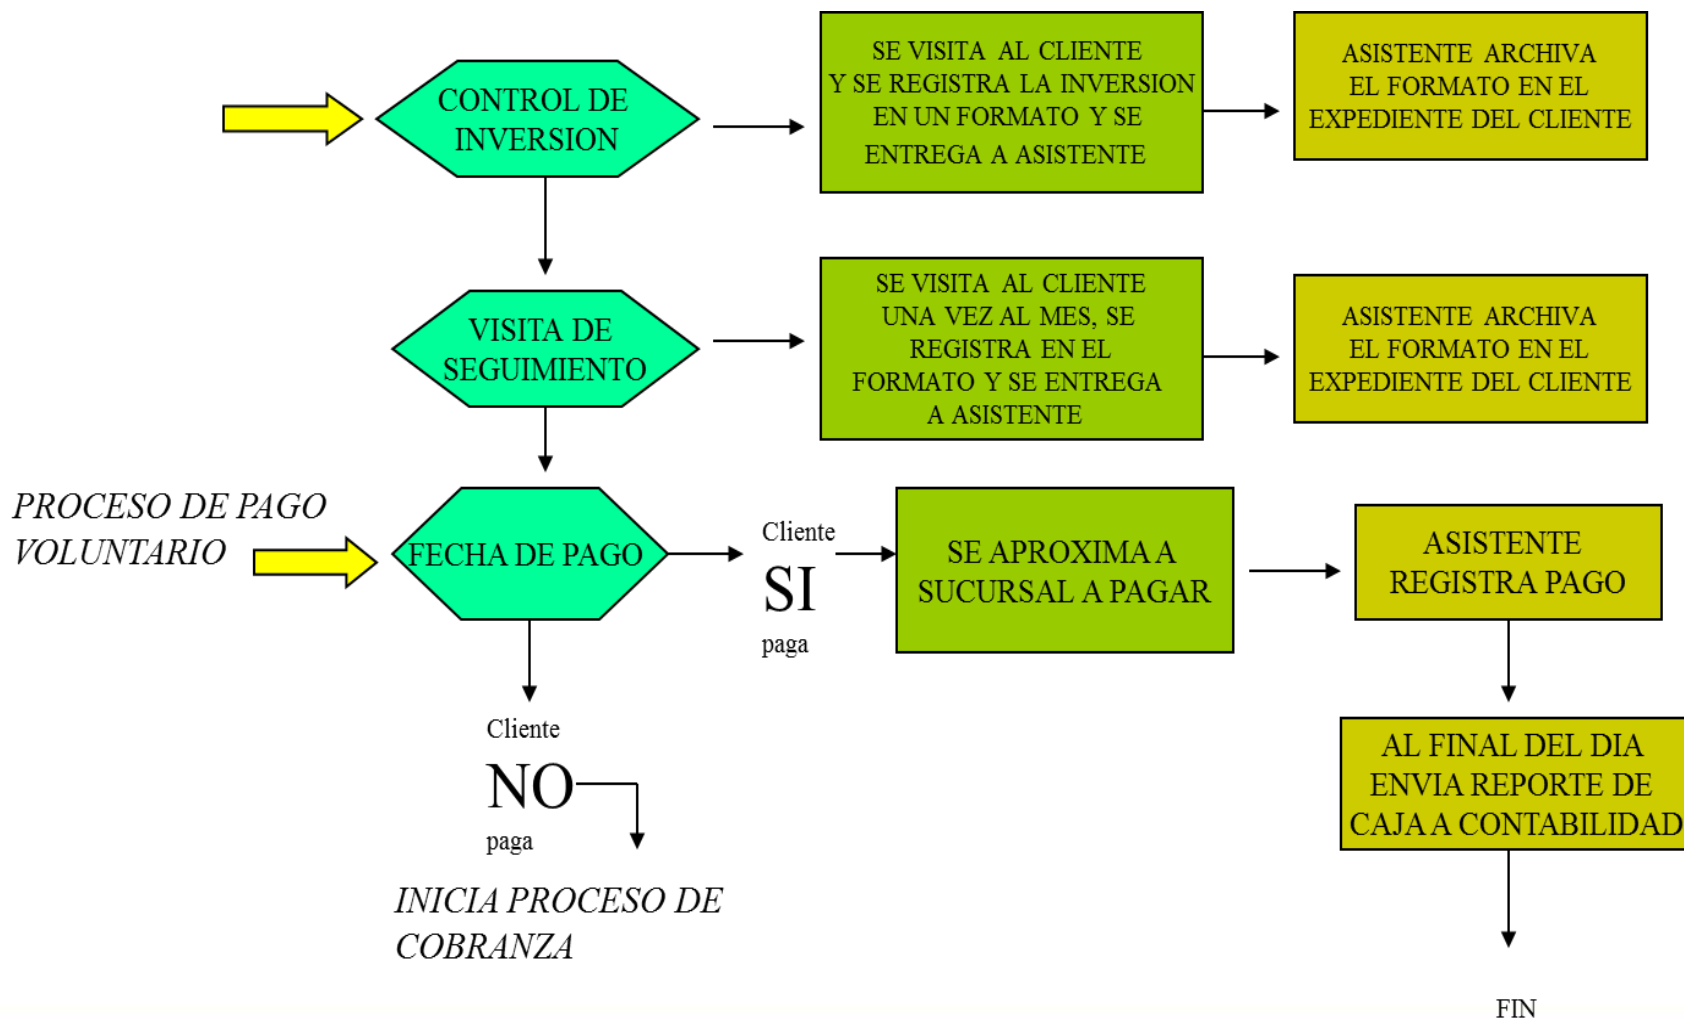 CONTROL DE
INVERSION
SE VISITA AL CLIENTE
Y SE REGISTRA LA INVERSION
EN UN FORMATO Y SE
ENTREGA A ASISTENTE
ASISTENTE ARCHIVA
EL FORMATO EN EL
EXPEDIENTE DEL CLIENTE
VISITA DE
SEGUIMIENTO
SE VISITA AL CLIENTE
UNA VEZ AL MES, SE
REGISTRA EN EL
FORMATO Y SE ENTREGA
A ASISTENTE
ASISTENTE ARCHIVA
EL FORMATO EN EL
EXPEDIENTE DEL CLIENTE
PROCESO DE PAGO
VOLUNTARIO
FECHA DE PAGO
Cliente
SI
paga
SE APROXIMA A
SUCURSAL A PAGAR
ASISTENTE
REGISTRA PAGO
Cliente
NO
paga
INICIA PROCESO DE
COBRANZA
AL FINAL DEL DIA
ENVIA REPORTE DE
CAJA A CONTABILIDAD
FIN